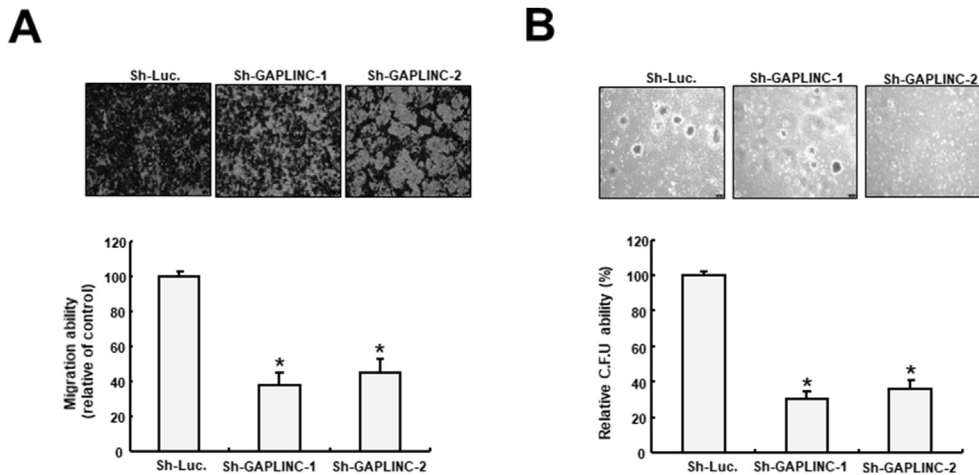 A
Sh-Luc.
Sh-GAPLINC-1
Sh-GAPLINC-2
Migration ability
(relative of control)
120
100
80
60
40
20
0
*
*
Sh-Luc.
Sh-GAPLINC-1
Sh-GAPLINC-2
B
Sh-Luc.
Sh-GAPLINC-1
Sh-GAPLINC-2
Relative C.F.U ability (%)
120
100
80
60
40
20
0
*
*
Sh-Luc.
Sh-GAPLINC-1
Sh-GAPLINC-2